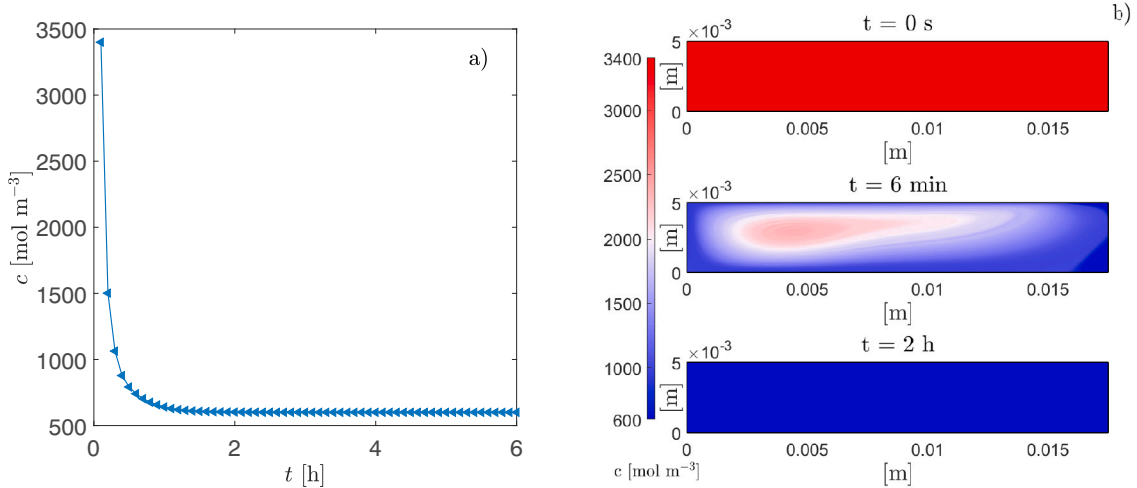 a)
3500
3000
2500
2000
1500
1000
500
0 2 4 6
c [mol m⁻³]
t [h]
b)
t = 0 s
×10⁻³
5
0
[m]
0 0.005 0.01 0.015
[m]
t = 6 min
×10⁻³
5
0
[m]
0 0.005 0.01 0.015
[m]
t = 2 h
×10⁻³
5
0
[m]
0 0.005 0.01 0.015
[m]
3400
3000
2500
2000
1500
1000
600
c [mol m⁻³]